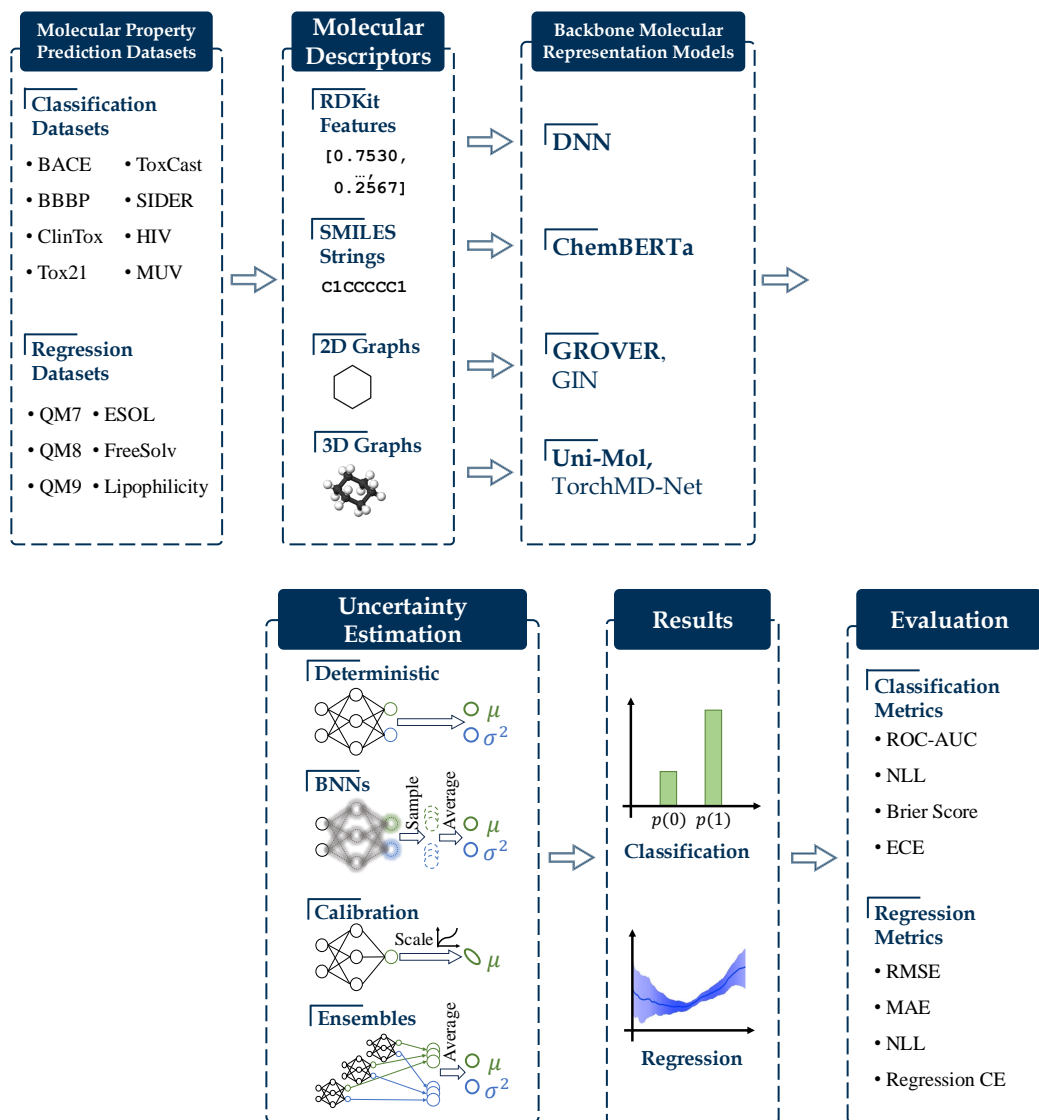 Molecular Property
Prediction Datasets
Classification
Datasets
• BACE • ToxCast
• BBBP • SIDER
• ClinTox • HIV
• Tox21 • MUV
Regression
Datasets
• QM7 • ESOL
• QM8 • FreeSolv
• QM9 • Lipophilicity
Molecular
Descriptors
RDKit
Features
[0.7530,
…,
0.2567]
SMILES
Strings
C1CCCCC1
2D Graphs
3D Graphs
Backbone Molecular
Representation Models
DNN
ChemBERTa
GROVER,
GIN
Uni-Mol,
TorchMD-Net
Uncertainty
Estimation
Deterministic
μ
σ²
BNNs
Sample
Average
μ
σ²
Calibration
Scale
μ
Ensembles
Average
μ
σ²
Results
p(0) p(1)
Classification
Regression
Evaluation
Classification
Metrics
• ROC-AUC
• NLL
• Brier Score
• ECE
Regression
Metrics
• RMSE
• MAE
• NLL
• Regression CE